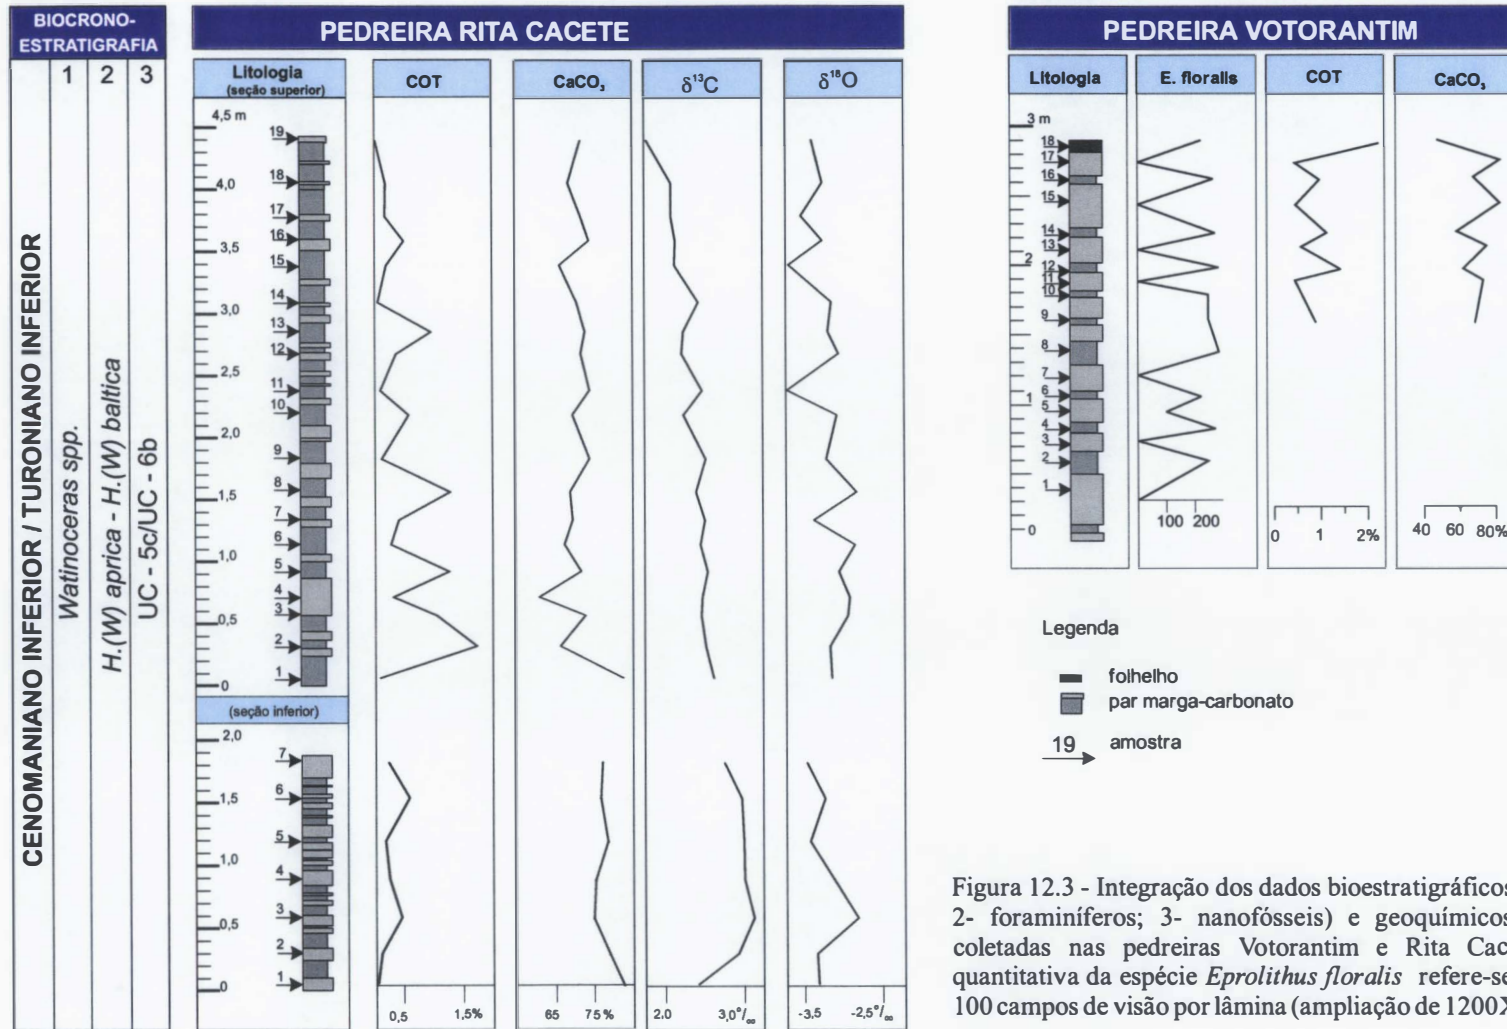 BIOCRONO-
ESTRATIGRAFIA
1 2 3
CENOMANIANO INFERIOR / TURONIANO INFERIOR
Watinoceras spp.
H.(W) aprica - H.(W) baltica
UC - 5c/UC - 6b
PEDREIRA RITA CACETE
Litologia
(seção superior)
COT
CaCO₃
δ¹³C
δ¹⁸O
4,5 m
19
18
4,0
17
16
3,5
15
14
3,0
13
12
2,5
11
10
2,0
9
8
1,5
7
6
1,0
5
4
3
0,5
2
1
0
(seção inferior)
2,0
7
6
1,5
5
1,0
4
3
0,5
2
1
0
0,5 1,5%
65 75%
2.0 3,0°/∞
-3,5 -2,5°/∞
PEDREIRA VOTORANTIM
Litologia
E. floralis
COT
CaCO₃
3 m
18
17
16
15
14
13
2
12
11
10
9
8
7
6
1
5
4
3
2
1
0
100 200
0 1 2%
40 60 80%
Legenda
folhelho
par marga-carbonato
19 amostra
Figura 12.3 - Integração dos dados bioestratigráficos
2- foraminíferos; 3- nanofósseis) e geoquímicos
coletadas nas pedreiras Votorantim e Rita Cac
quantitativa da espécie Eprolithus floralis refere-se
100 campos de visão por lâmina (ampliação de 1200X